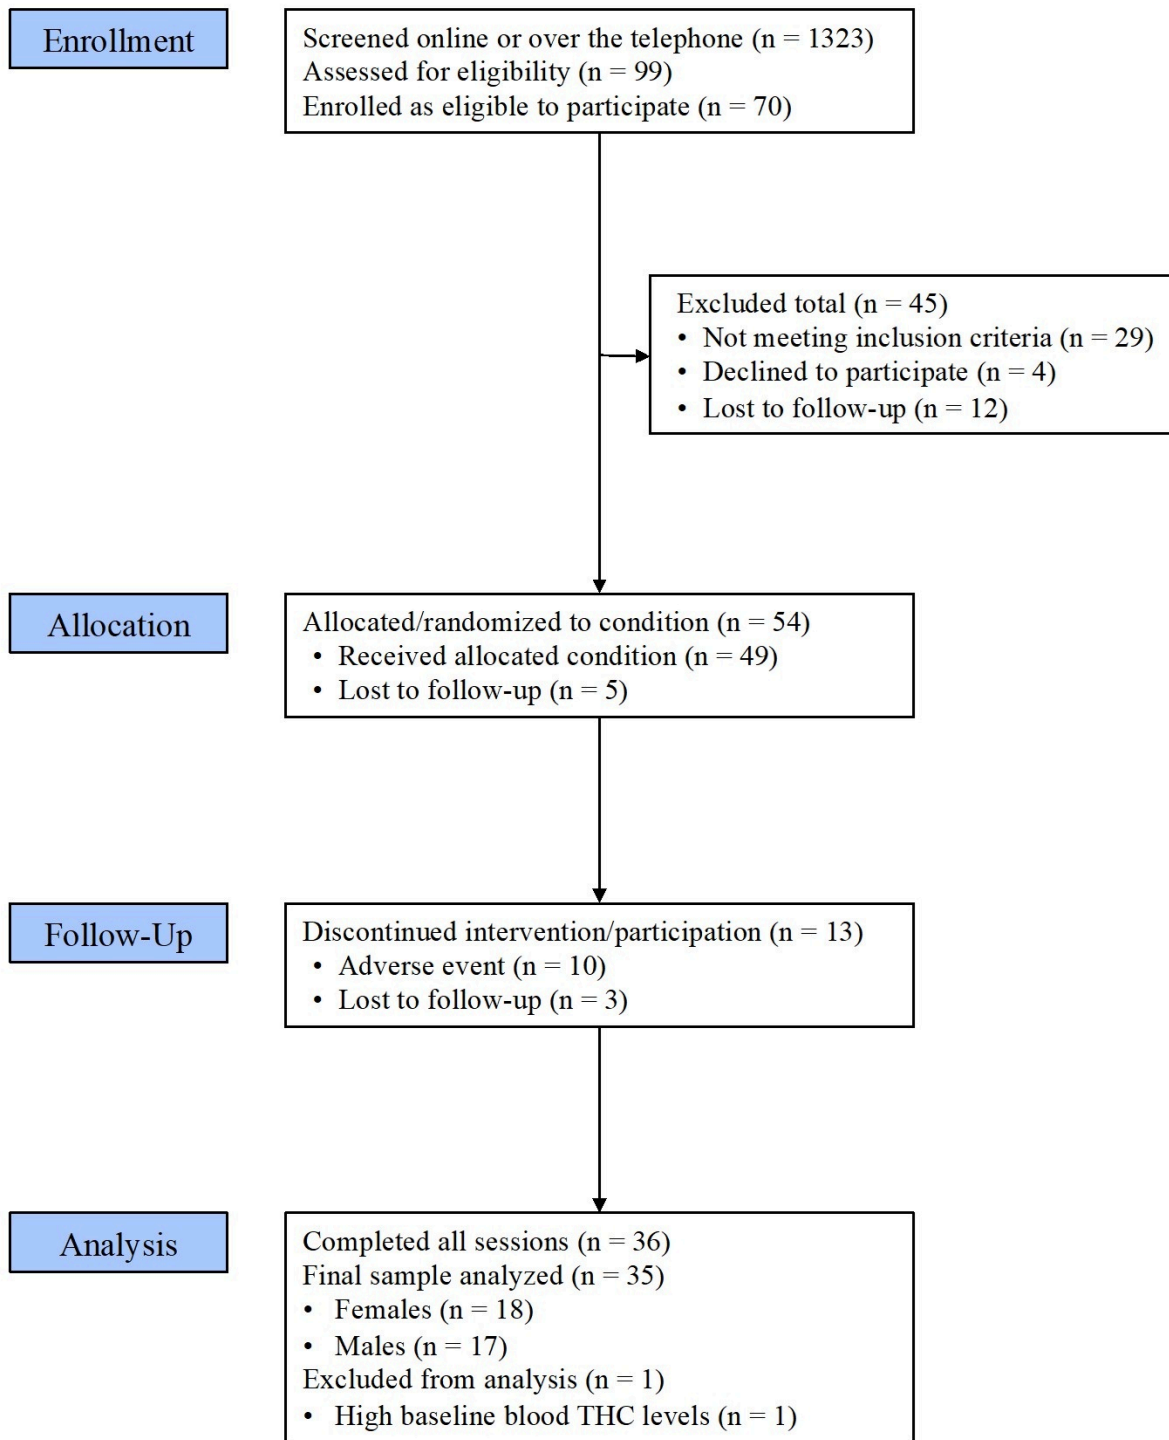 Enrollment
Screened online or over the telephone (n = 1323)
Assessed for eligibility (n = 99)
Enrolled as eligible to participate (n = 70)
Excluded total (n = 45)
• Not meeting inclusion criteria (n = 29)
• Declined to participate (n = 4)
• Lost to follow-up (n = 12)
Allocation
Allocated/randomized to condition (n = 54)
• Received allocated condition (n = 49)
• Lost to follow-up (n = 5)
Follow-Up
Discontinued intervention/participation (n = 13)
• Adverse event (n = 10)
• Lost to follow-up (n = 3)
Analysis
Completed all sessions (n = 36)
Final sample analyzed (n = 35)
• Females (n = 18)
• Males (n = 17)
Excluded from analysis (n = 1)
• High baseline blood THC levels (n = 1)